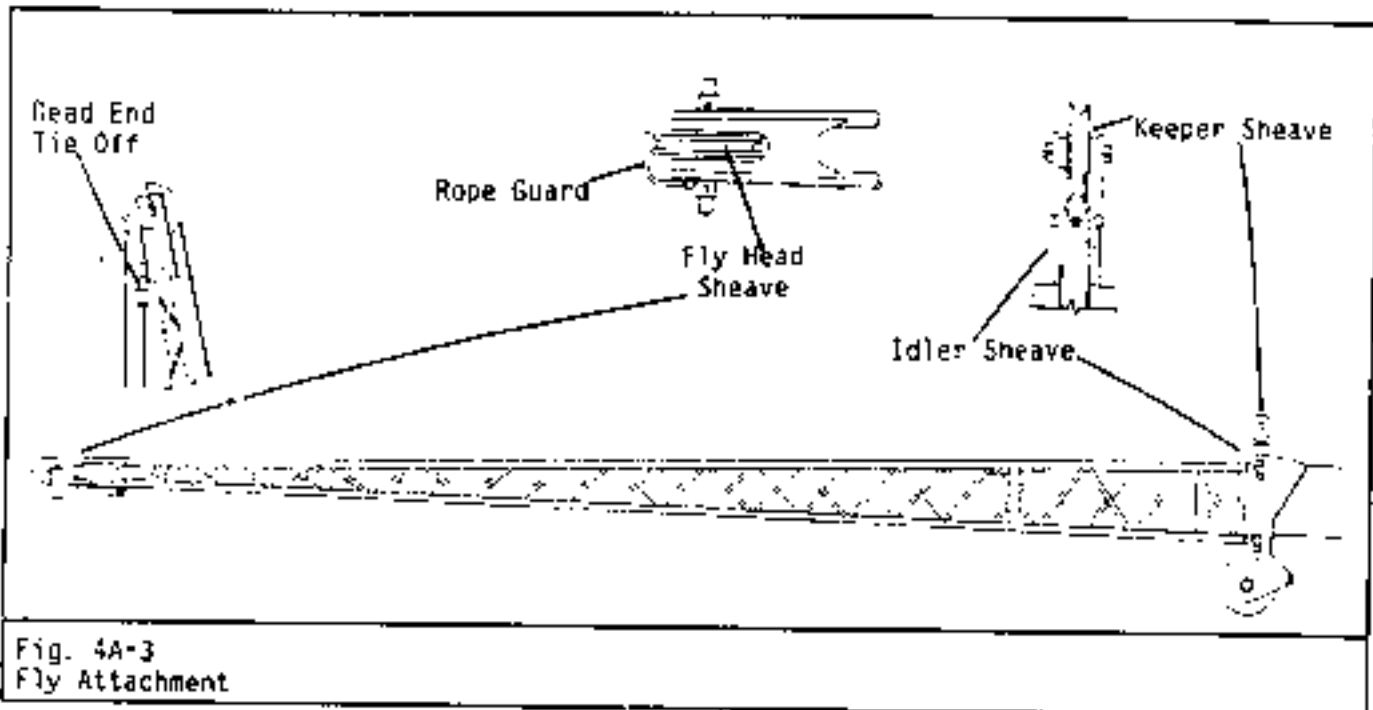 Dead End
Tie Off
Rope Guard
Fly Head
Sheave
Keeper Sheave
Idler Sheave
Fig. 4A-3
Fly Attachment